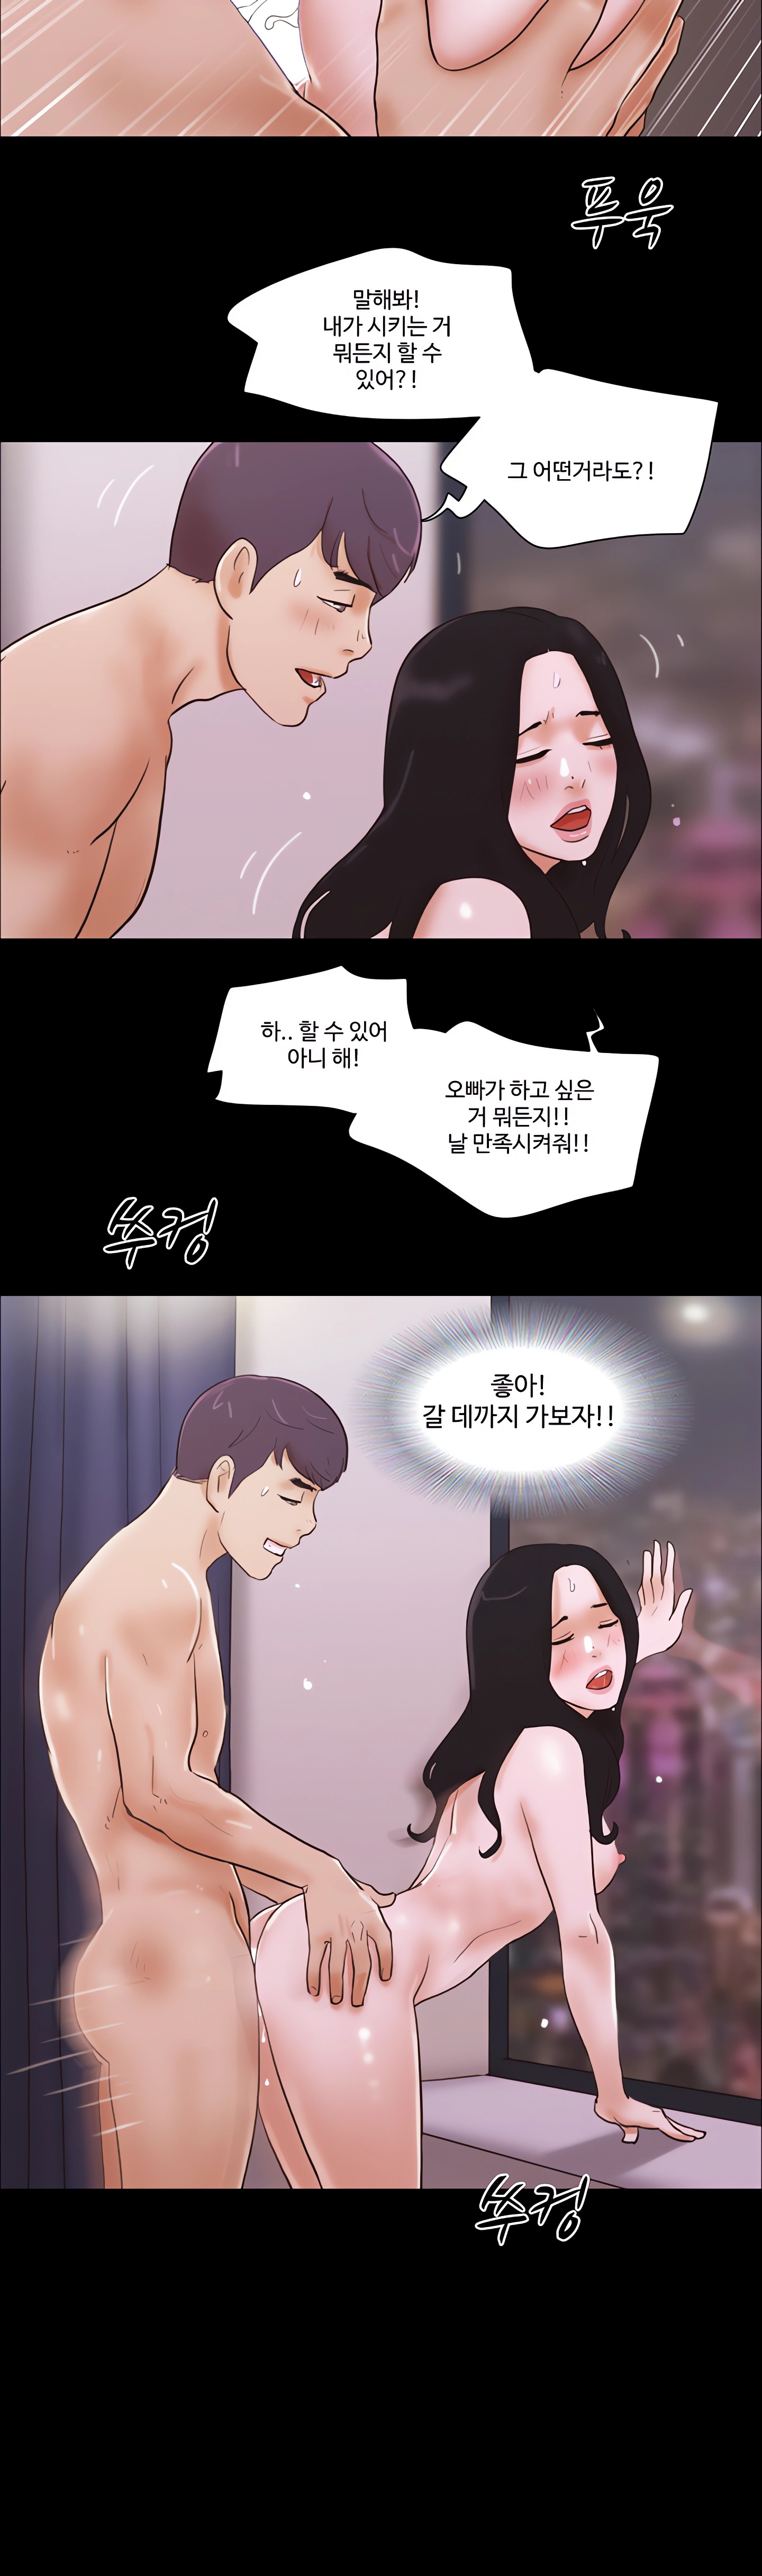 푸욱
말해봐!
내가 시키는 거
뭐든지 할 수
있어?!
그 어떤거라도?!
하.. 할 수 있어
아니 해!
오빠가 하고 싶은
거 뭐든지!!
날 만족시켜줘!!
쑤컹
좋아!
갈 데까지 가보자!!
쑤컹